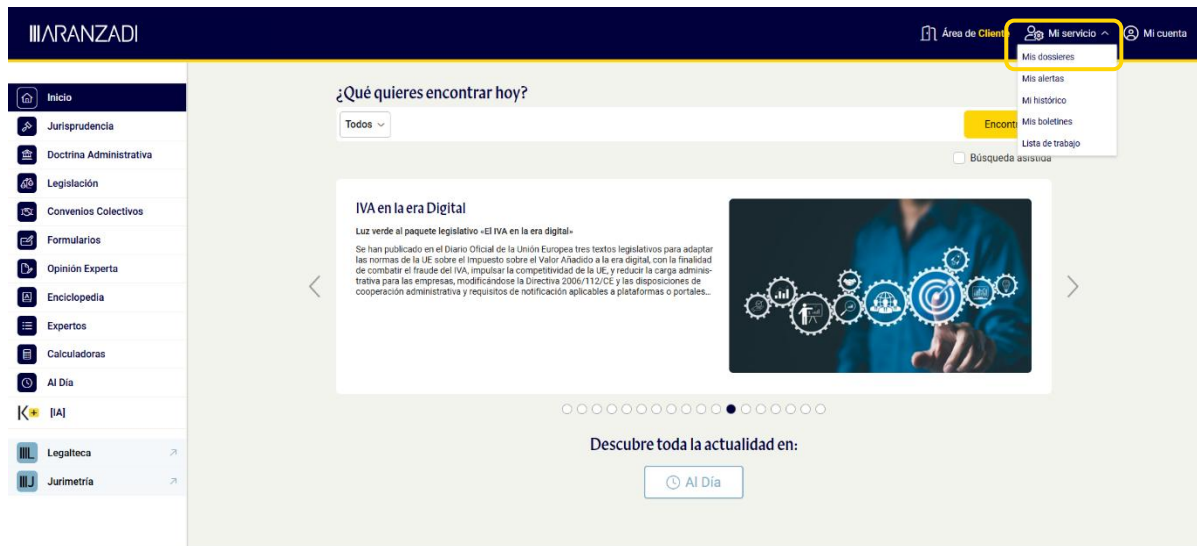 ARANZADI
Área de Cliente
Mi servicio
Mi cuenta
Mis dossieres
Mis alertas
Mi histórico
Mis boletines
Lista de trabajo
Inicio
Jurisprudencia
Doctrina Administrativa
Legislación
Convenios Colectivos
Formularios
Opinión Experta
Enciclopedia
Expertos
Calculadoras
Al Día
K+ [IA]
Legalteca
Jurimetría
¿Qué quieres encontrar hoy?
Todos
Encont
Búsqueda asistida
IVA en la era Digital
Luz verde al paquete legislativo «El IVA en la era digital»
Se han publicado en el Diario Oficial de la Unión Europea tres textos legislativos para adaptar
las normas de la UE sobre el Impuesto sobre el Valor Añadido a la era digital, con la finalidad
de combatir el fraude del IVA, impulsar la competitividad de la UE, y reducir la carga adminis-
trativa para las empresas, modificándose la Directiva 2006/112/CE y las disposiciones de
cooperación administrativa y requisitos de notificación aplicables a plataformas o portales...
Descubre toda la actualidad en:
Al Día